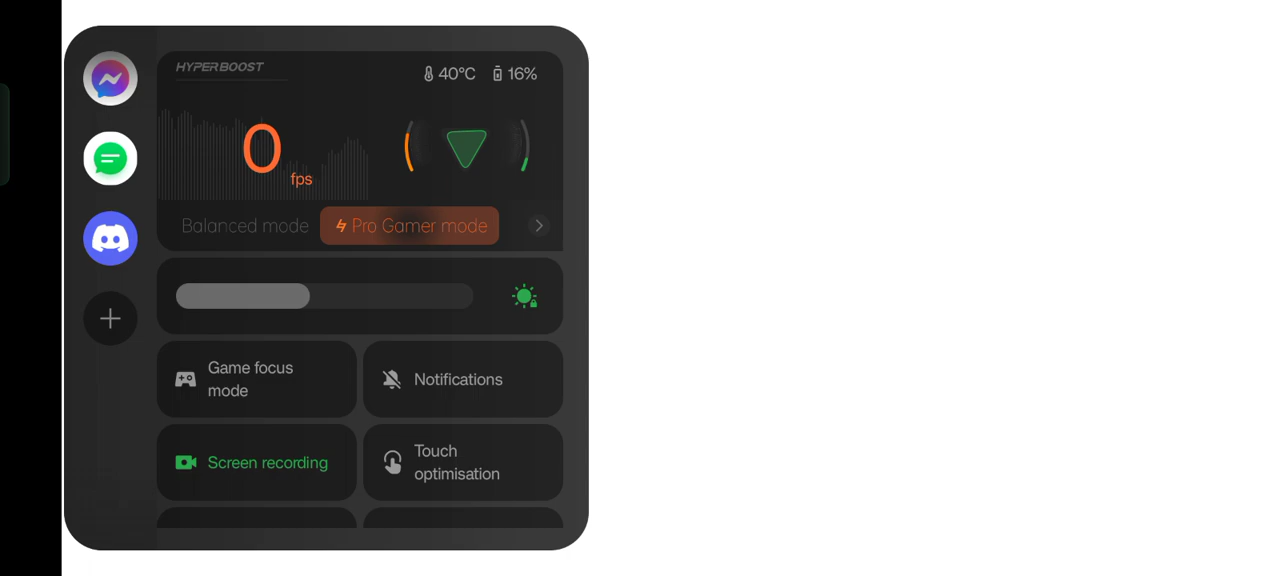 HYPERBOOST
40°C 16%
0
fps
Balanced mode Pro Gamer mode
Game focus
mode
Notifications
Screen recording
Touch
optimisation